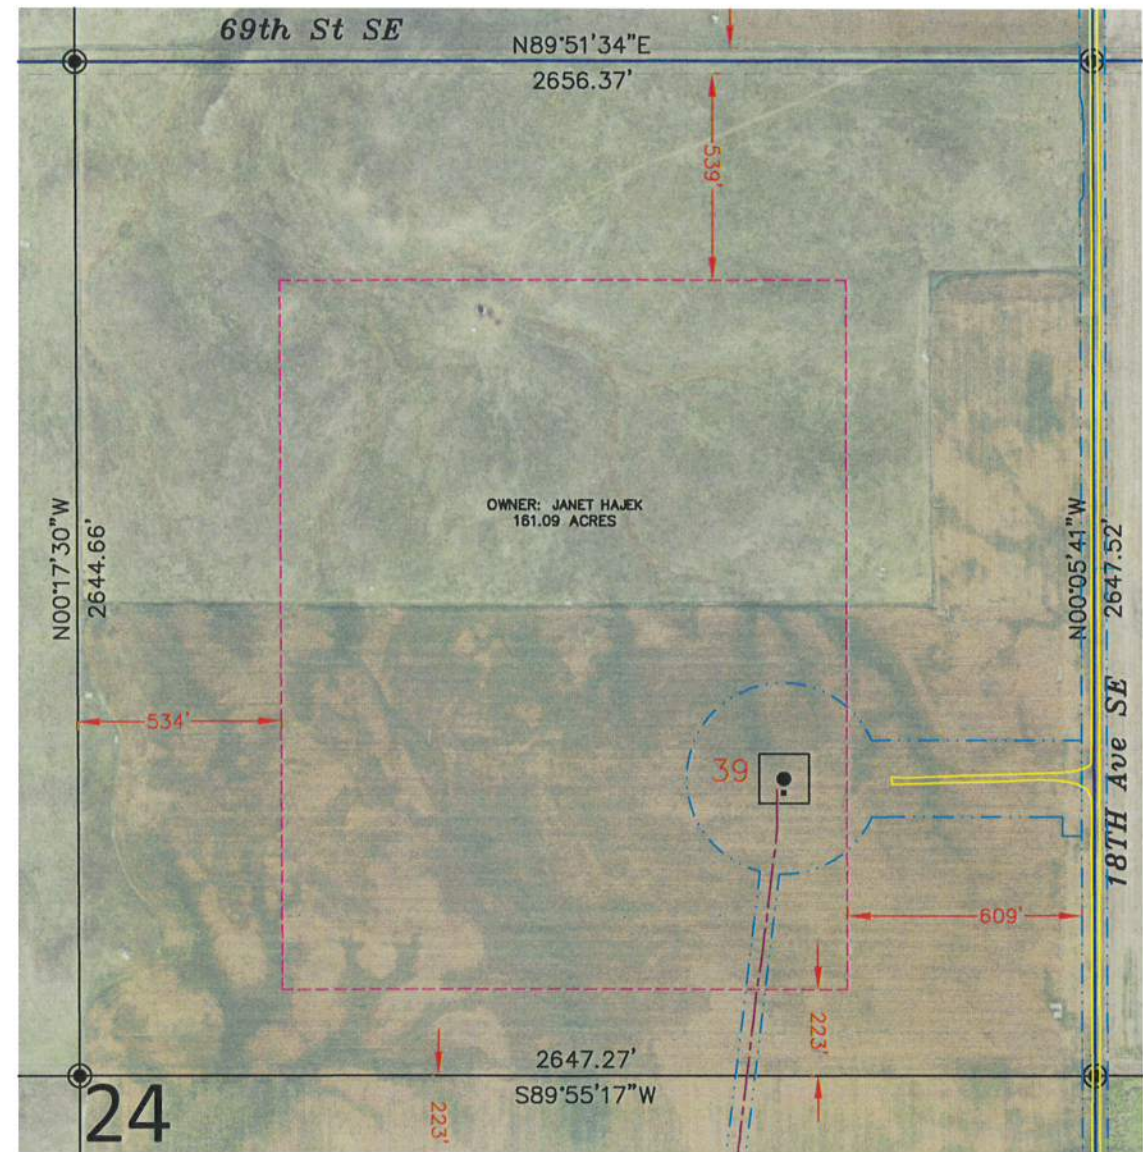 69th St SE
N89°51'34"E
2656.37'
539'
OWNER: JANET HAJEK
161.09 ACRES
N00°17'30"W
2644.66'
N00°05'41"W
2647.52'
18TH Ave SE
534'
39
609'
223'
2647.27'
S89°55'17"W
24
223'